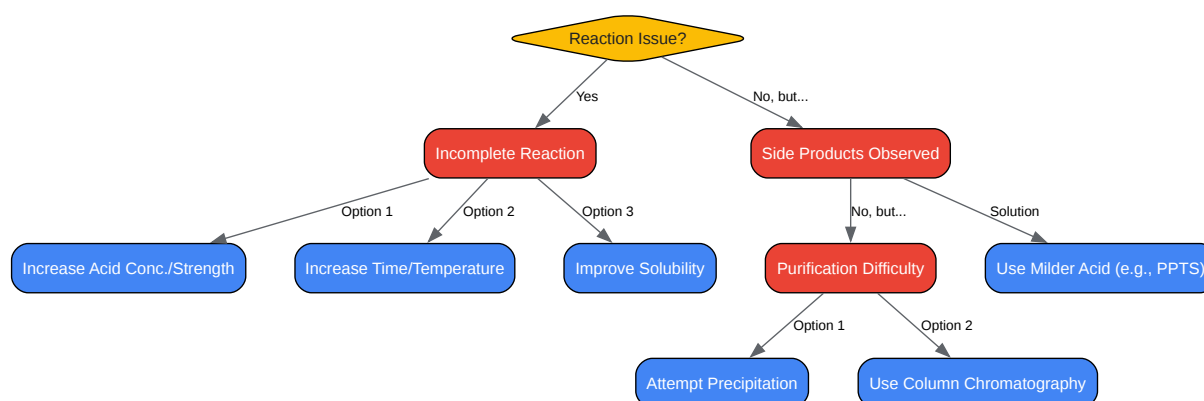 Reaction Issue?
Yes
No, but...
Incomplete Reaction
Side Products Observed
Option 1
Option 2
Option 3
No, but...
Solution
Increase Acid Conc./Strength
Increase Time/Temperature
Improve Solubility
Purification Difficulty
Use Milder Acid (e.g., PPTS)
Option 1
Option 2
Attempt Precipitation
Use Column Chromatography